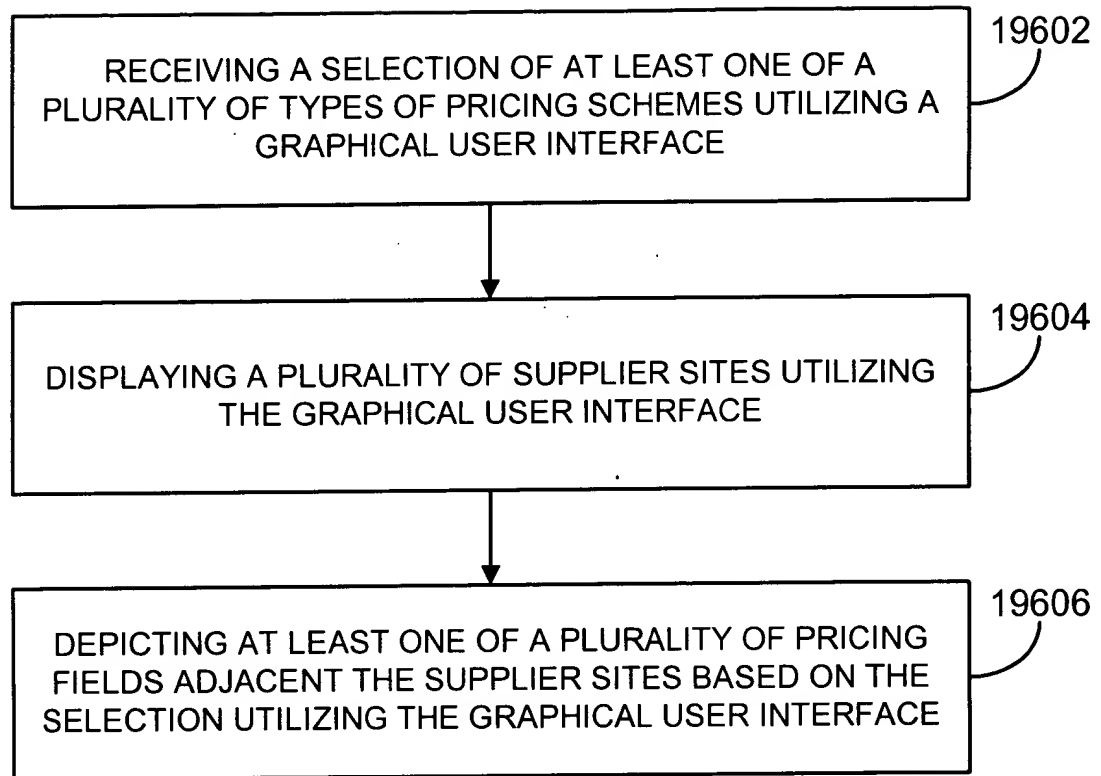 19602
RECEIVING A SELECTION OF AT LEAST ONE OF A
PLURALITY OF TYPES OF PRICING SCHEMES UTILIZING A
GRAPHICAL USER INTERFACE
19604
DISPLAYING A PLURALITY OF SUPPLIER SITES UTILIZING
THE GRAPHICAL USER INTERFACE
19606
DEPICTING AT LEAST ONE OF A PLURALITY OF PRICING
FIELDS ADJACENT THE SUPPLIER SITES BASED ON THE
SELECTION UTILIZING THE GRAPHICAL USER INTERFACE